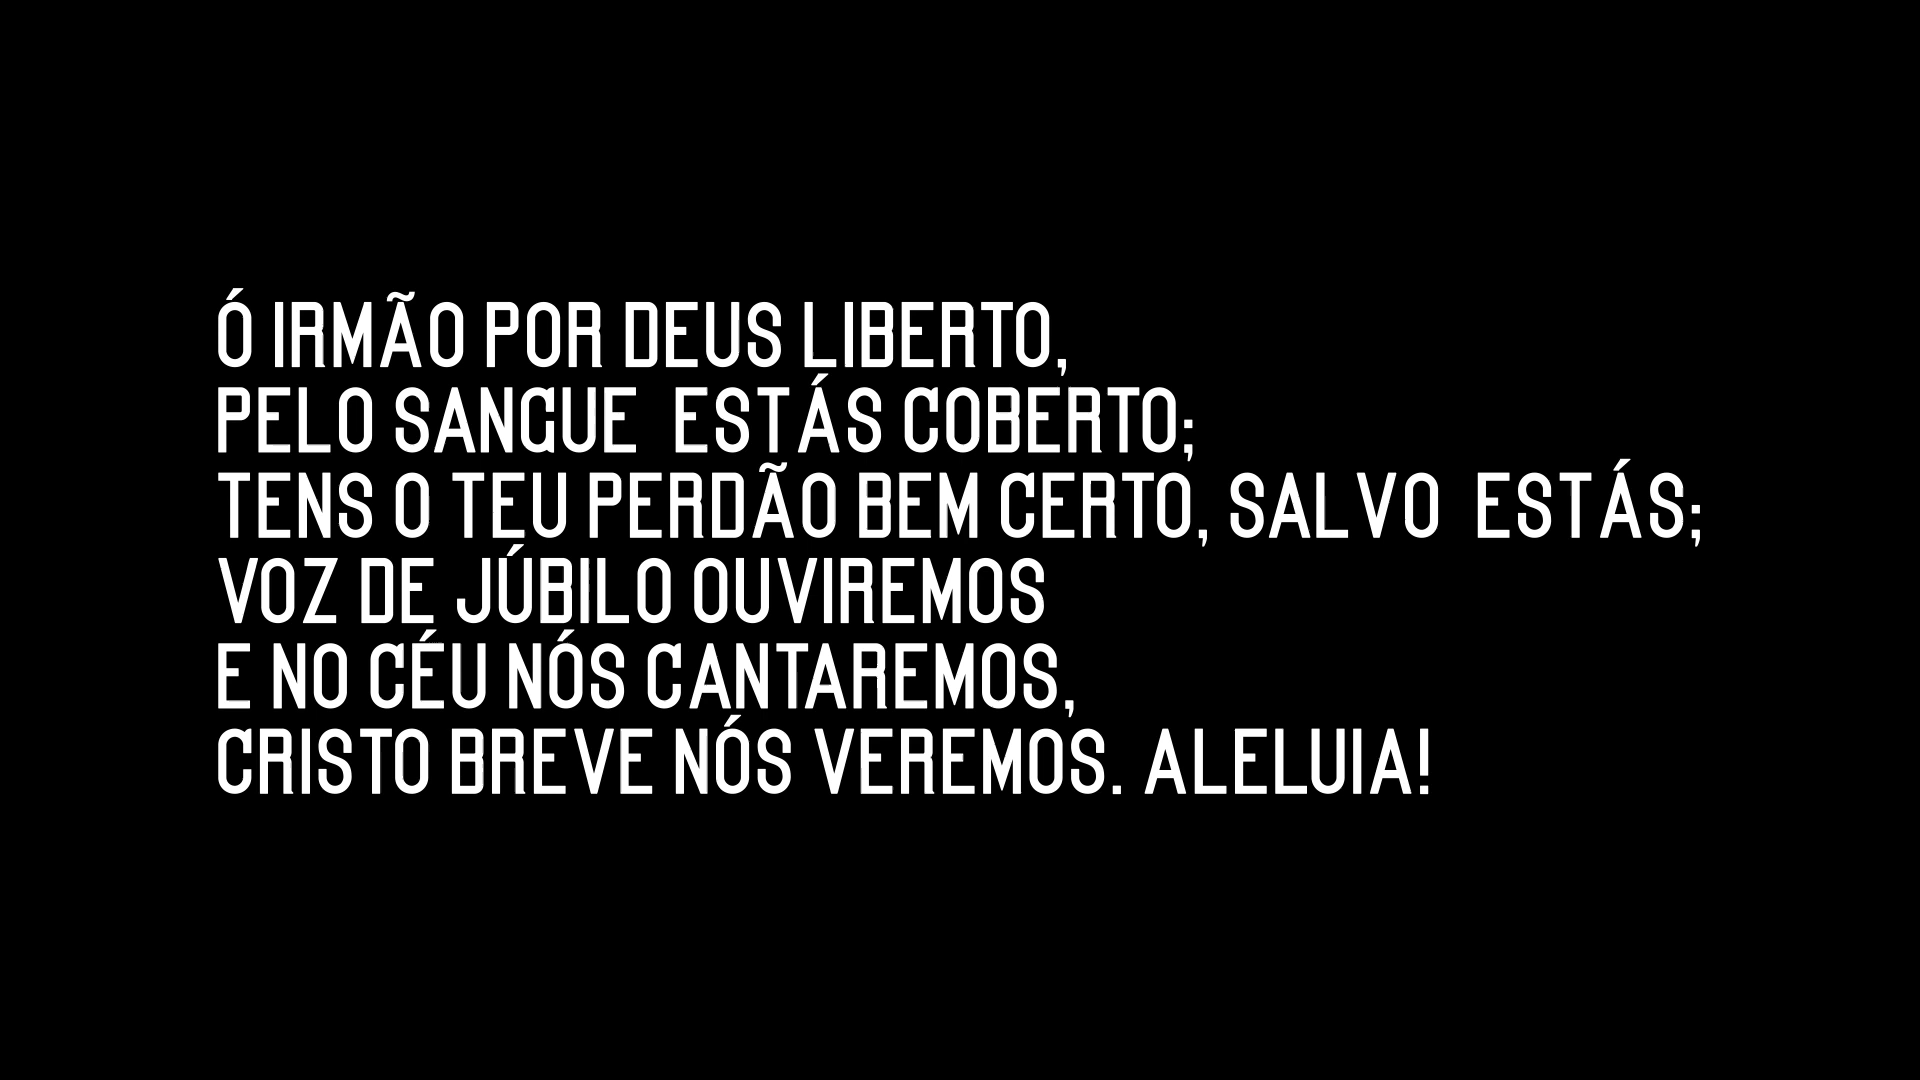 Ó IRMÃO POR DEUS LIBERTO,
PELO SANGUE  ESTÁS COBERTO;
TENS O TEU PERDÃO BEM CERTO, SALVO  ESTÁS;
VOZ DE JÚBILO OUVIREMOS
E NO CÉU NÓS CANTAREMOS,
CRISTO BREVE NÓS VEREMOS. ALELUIA!